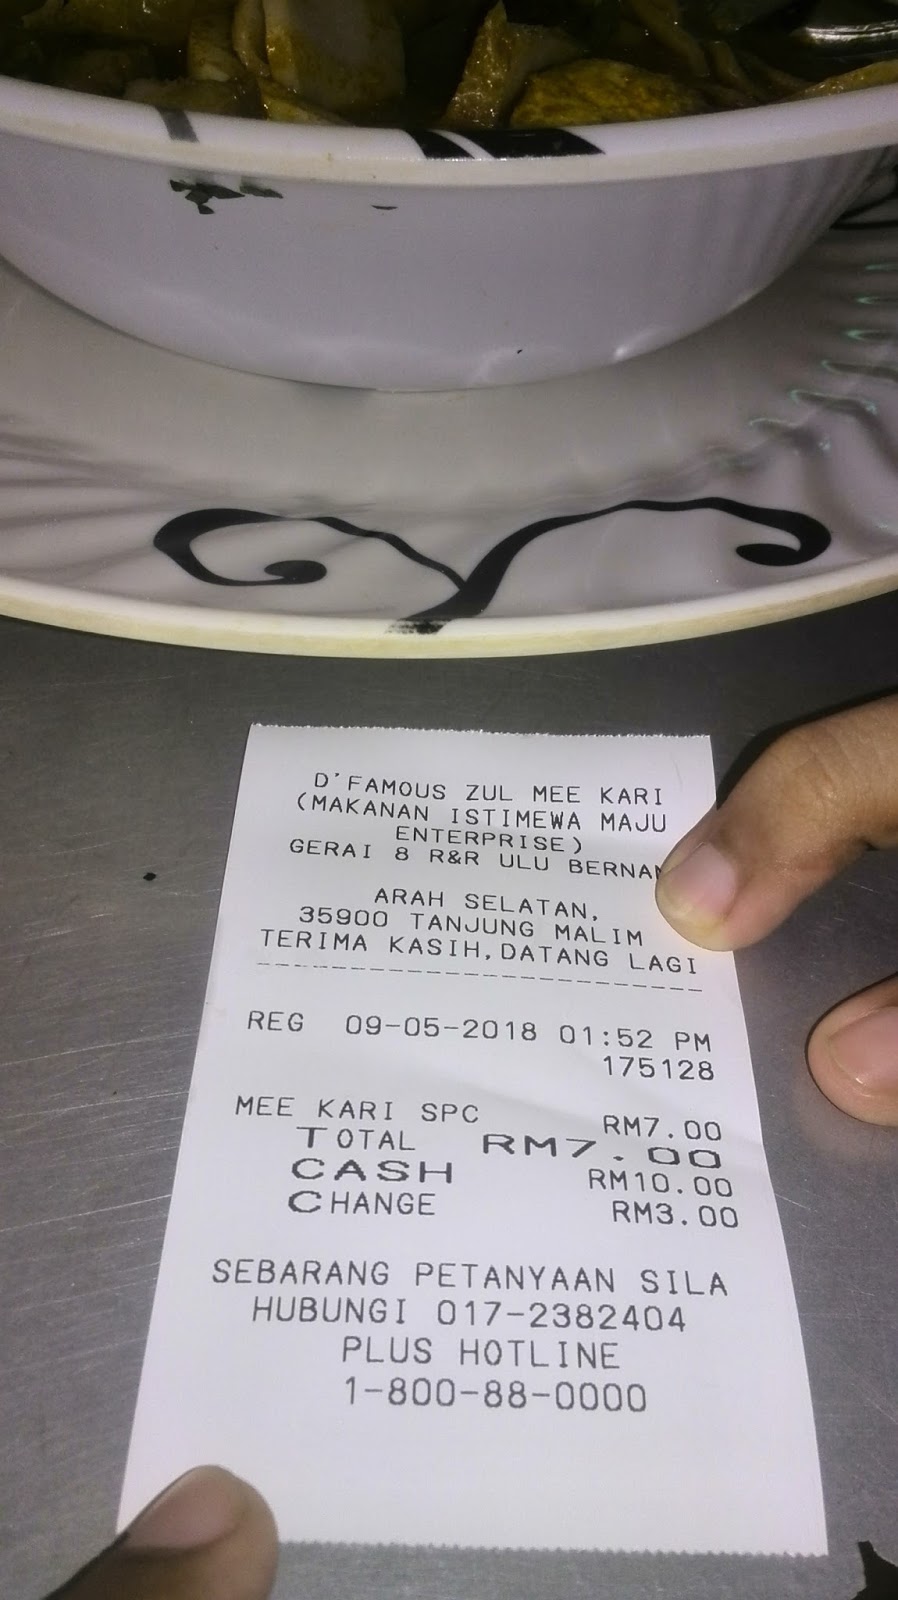 D'FAMOUS ZUL MEE KARI
(MAKANAN ISTIMEWA MAJU
ENTERPRISE)
GERAI 8 R&R ULU BERNAM
ARAH SELATAN,
35900 TANJUNG MALIM
TERIMA KASIH,DATANG LAGI
REG 09-05-2018 01:52 PM
175128
MEE KARI SPC RM7.00
TOTAL RM7.00
CASH RM10.00
CHANGE RM3.00
SEBARANG PETANYAAN SILA
HUBUNGI 017-2382404
PLUS HOTLINE
1-800-88-0000